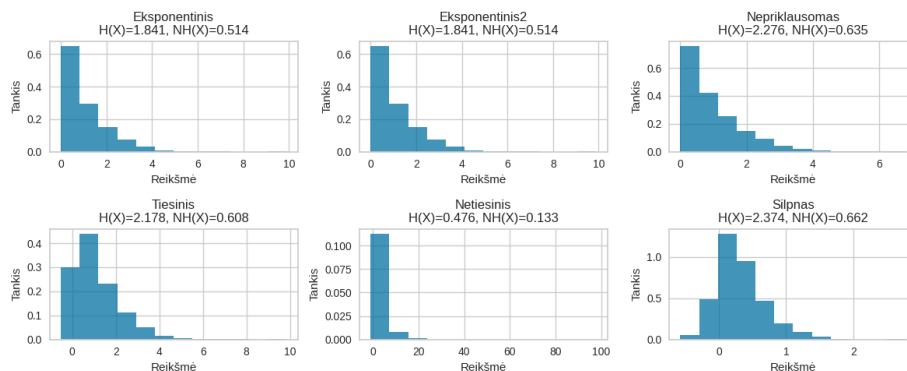 Eksponentinis
H(X)=1.841, NH(X)=0.514
Tankis
0.6
0.4
0.2
0.0
0 2 4 6 8 10
Reikšmė
Eksponentinis2
H(X)=1.841, NH(X)=0.514
Tankis
0.6
0.4
0.2
0.0
0 2 4 6 8 10
Reikšmė
Nepriklausomas
H(X)=2.276, NH(X)=0.635
Tankis
0.6
0.4
0.2
0.0
0 2 4 6
Reikšmė
Tiesinis
H(X)=2.178, NH(X)=0.608
Tankis
0.4
0.3
0.2
0.1
0.0
0 2 4 6 8 10
Reikšmė
Netiesinis
H(X)=0.476, NH(X)=0.133
Tankis
0.100
0.075
0.050
0.025
0.000
0 20 40 60 80 100
Reikšmė
Silpnas
H(X)=2.374, NH(X)=0.662
Tankis
1.0
0.5
0.0
0 1 2
Reikšmė